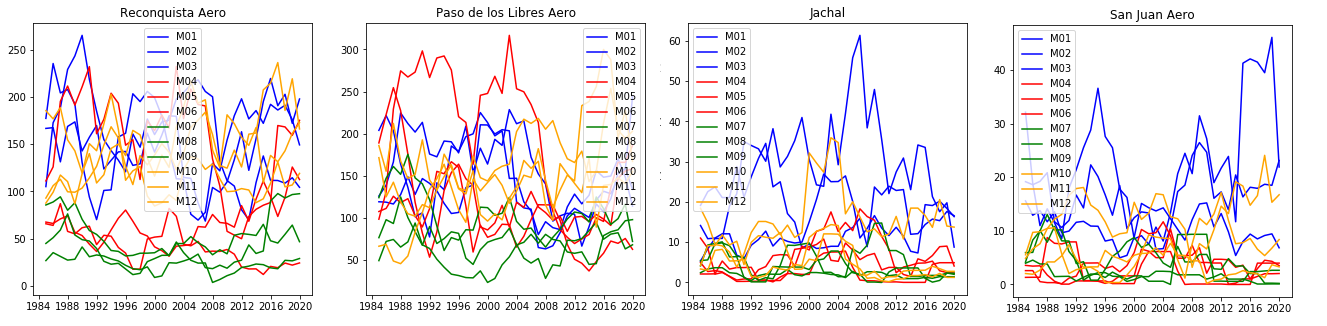 Reconquista Aero
250
200
150
100
50
0
1984 1988 1992 1996 2000 2004 2008 2012 2016 2020
M01
M02
M03
M04
M05
M06
M07
M08
M09
M10
M11
M12
Paso de los Libres Aero
300
250
200
150
100
50
1984 1988 1992 1996 2000 2004 2008 2012 2016 2020
M01
M02
M03
M04
M05
M06
M07
M08
M09
M10
M11
M12
Jachal
60
50
40
30
20
10
0
1984 1988 1992 1996 2000 2004 2008 2012 2016 2020
M01
M02
M03
M04
M05
M06
M07
M08
M09
M10
M11
M12
San Juan Aero
40
30
20
10
0
1984 1988 1992 1996 2000 2004 2008 2012 2016 2020
M01
M02
M03
M04
M05
M06
M07
M08
M09
M10
M11
M12